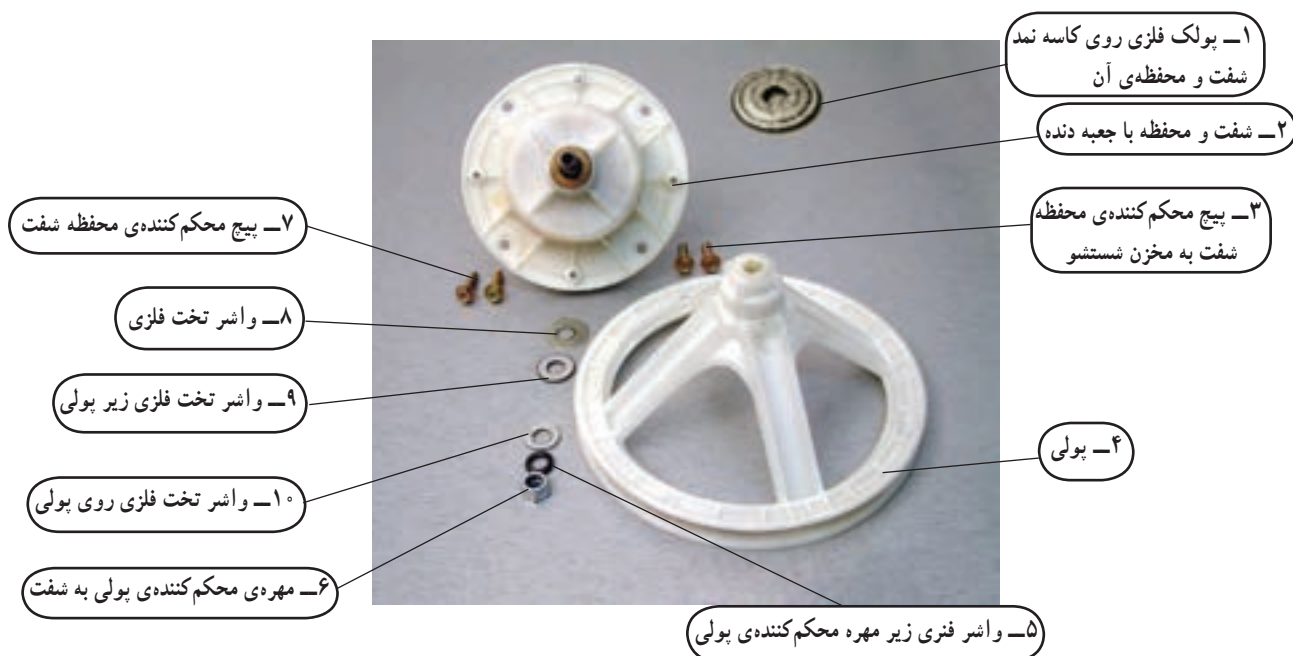 ۱ــ پولک فلزی روی کاسه نمد
شفت و محفظه‌ی آن
۲ــ شفت و محفظه با جعبه دنده
۳ــ پیچ محکم‌کننده‌ی محفظه
شفت به مخزن شستشو
۴ــ پولی
۵ــ واشر فنری زیر مهره محکم‌کننده‌ی پولی
۶ــ مهره‌ی محکم‌کننده‌ی پولی به شفت
۷ــ پیچ محکم‌کننده‌ی محفظه شفت
۸ــ واشر تخت فلزی
۹ــ واشر تخت فلزی زیر پولی
۱۰ــ واشر تخت فلزی روی پولی